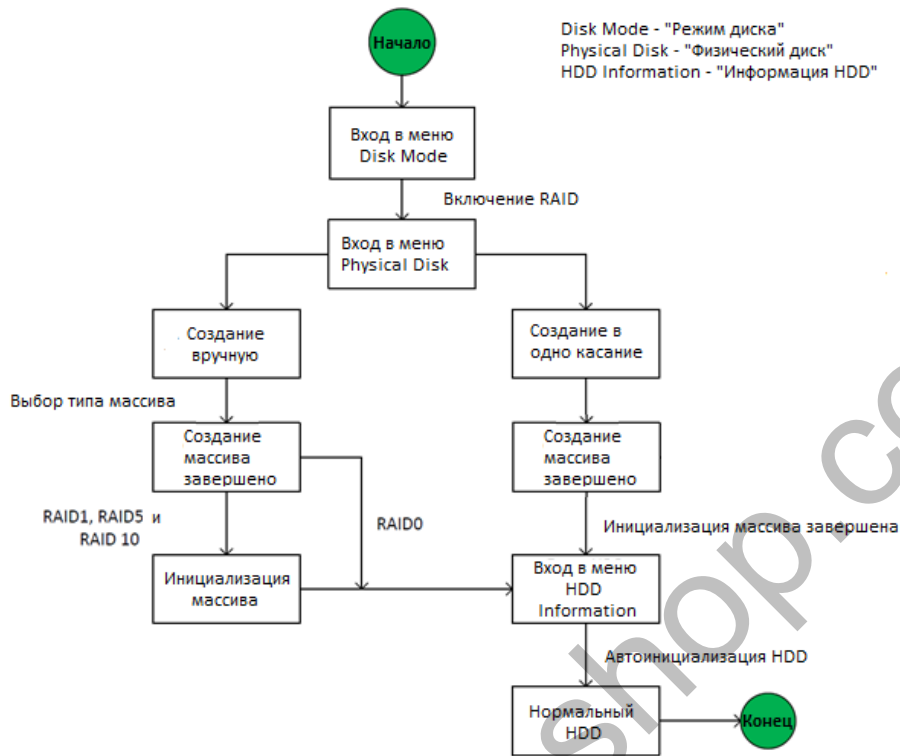 Начало
Disk Mode - "Режим диска"
Physical Disk - "Физический диск"
HDD Information - "Информация HDD"
Вход в меню
Disk Mode
Включение RAID
Вход в меню
Physical Disk
Создание
вручную
Создание в
одно касание
Выбор типа массива
Создание
массива
завершено
Создание
массива
завершено
RAID1, RAID5 и
RAID 10
RAID0
Инициализация массива завершена
Инициализация
массива
Вход в меню
HDD
Information
Автоинициализация HDD
Нормальный
HDD
Конец
shop.co